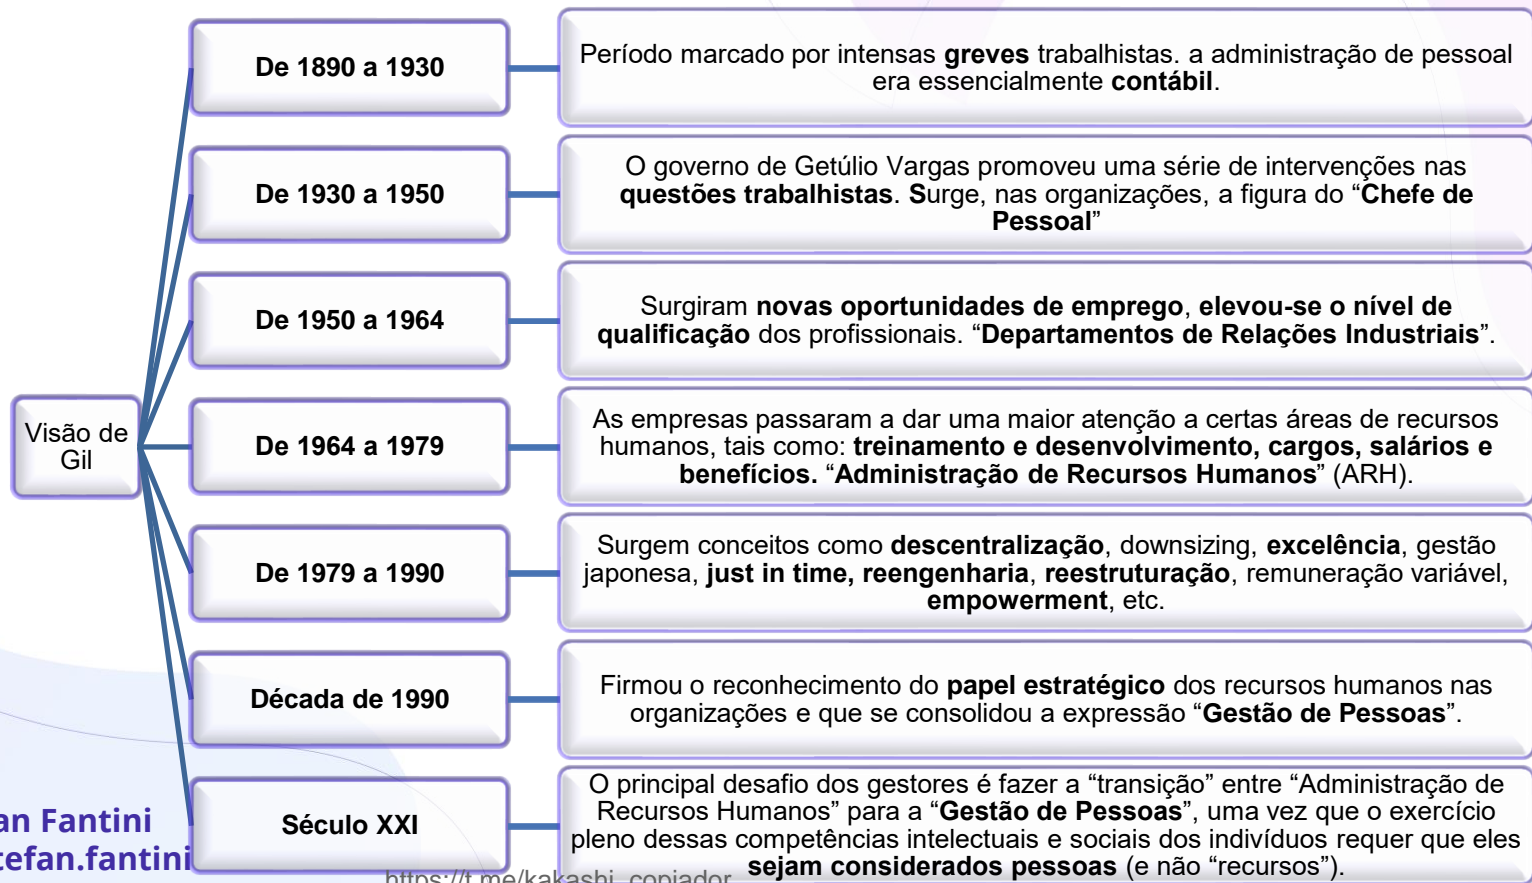 De 1890 a 1930
Período marcado por intensas greves trabalhistas. a administração de pessoal
era essencialmente contábil.
De 1930 a 1950
O governo de Getúlio Vargas promoveu uma série de intervenções nas
questões trabalhistas. Surge, nas organizações, a figura do “Chefe de
Pessoal”
De 1950 a 1964
Surgiram novas oportunidades de emprego, elevou-se o nível de
qualificação dos profissionais. “Departamentos de Relações Industriais”.
Visão de
Gil
De 1964 a 1979
As empresas passaram a dar uma maior atenção a certas áreas de recursos
humanos, tais como: treinamento e desenvolvimento, cargos, salários e
benefícios. “Administração de Recursos Humanos” (ARH).
De 1979 a 1990
Surgem conceitos como descentralização, downsizing, excelência, gestão
japonesa, just in time, reengenharia, reestruturação, remuneração variável,
empowerment, etc.
Década de 1990
Firmou o reconhecimento do papel estratégico dos recursos humanos nas
organizações e que se consolidou a expressão “Gestão de Pessoas”.
Século XXI
O principal desafio dos gestores é fazer a “transição” entre “Administração de
Recursos Humanos” para a “Gestão de Pessoas”, uma vez que o exercício
pleno dessas competências intelectuais e sociais dos indivíduos requer que eles
sejam considerados pessoas (e não “recursos”).
an Fantini
tefan.fantini
https://t.me/kakashi_copiador